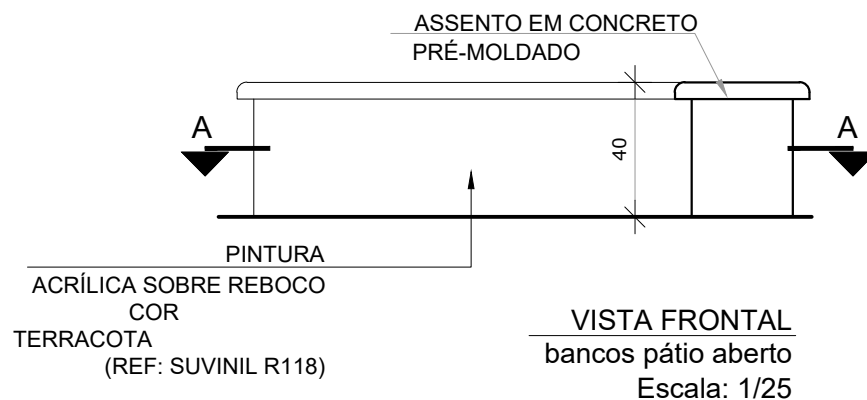 ASSENTO EM CONCRETO
PRÉ-MOLDADO
A
A
40
PINTURA
ACRÍLICA SOBRE REBOCO
COR
TERRACOTA
(REF: SUVINIL R118)
VISTA FRONTAL
bancos pátio aberto
Escala: 1/25